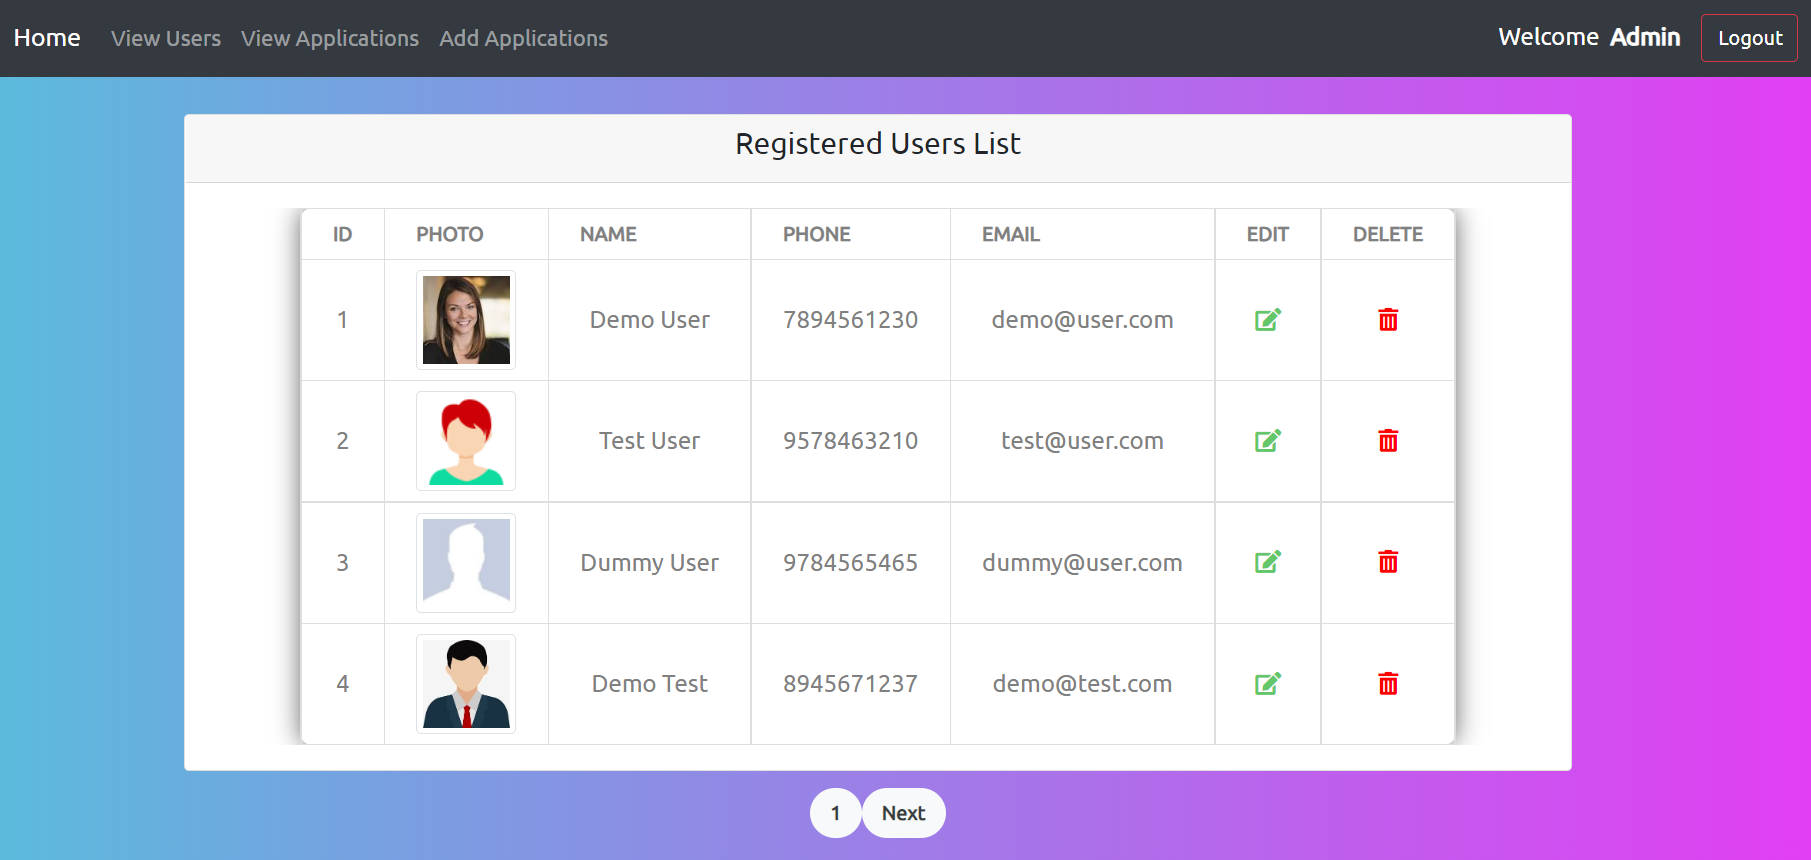 Home View Users View Applications Add Applications Welcome Admin Logout
Registered Users List
ID PHOTO NAME PHONE EMAIL EDIT DELETE
1 Demo User 7894561230 demo@user.com
2 Test User 9578463210 test@user.com
3 Dummy User 9784565465 dummy@user.com
4 Demo Test 8945671237 demo@test.com
1 Next